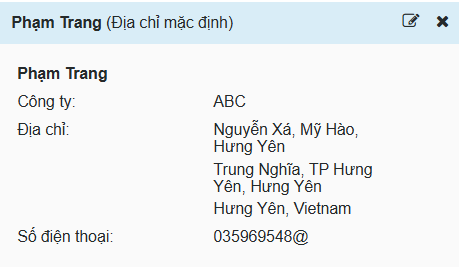 Phạm Trang (Địa chỉ mặc định)
Phạm Trang
Công ty: ABC
Địa chỉ: Nguyễn Xá, Mỹ Hào,
Hưng Yên
Trung Nghĩa, TP Hưng
Yên, Hưng Yên
Hưng Yên, Vietnam
Số điện thoại: 035969548@